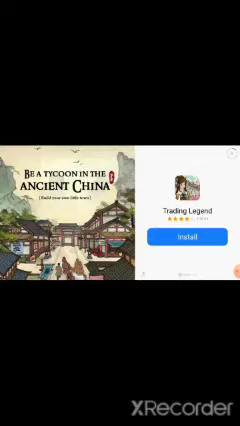 BE A TYCOON IN THE
ANCIENT CHINA
[Build your own little town]
Trading Legend
Install
XRecorder